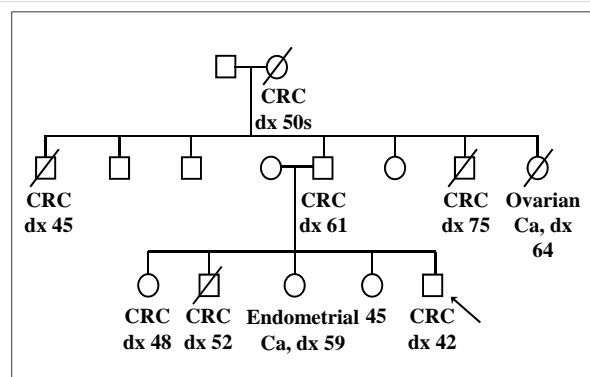 CRC
dx 50s
CRC
dx 45
CRC
dx 61
CRC
dx 75
Ovarian
Ca, dx
64
CRC
dx 48
CRC
dx 52
Endometrial
Ca, dx 59
45
CRC
dx 42